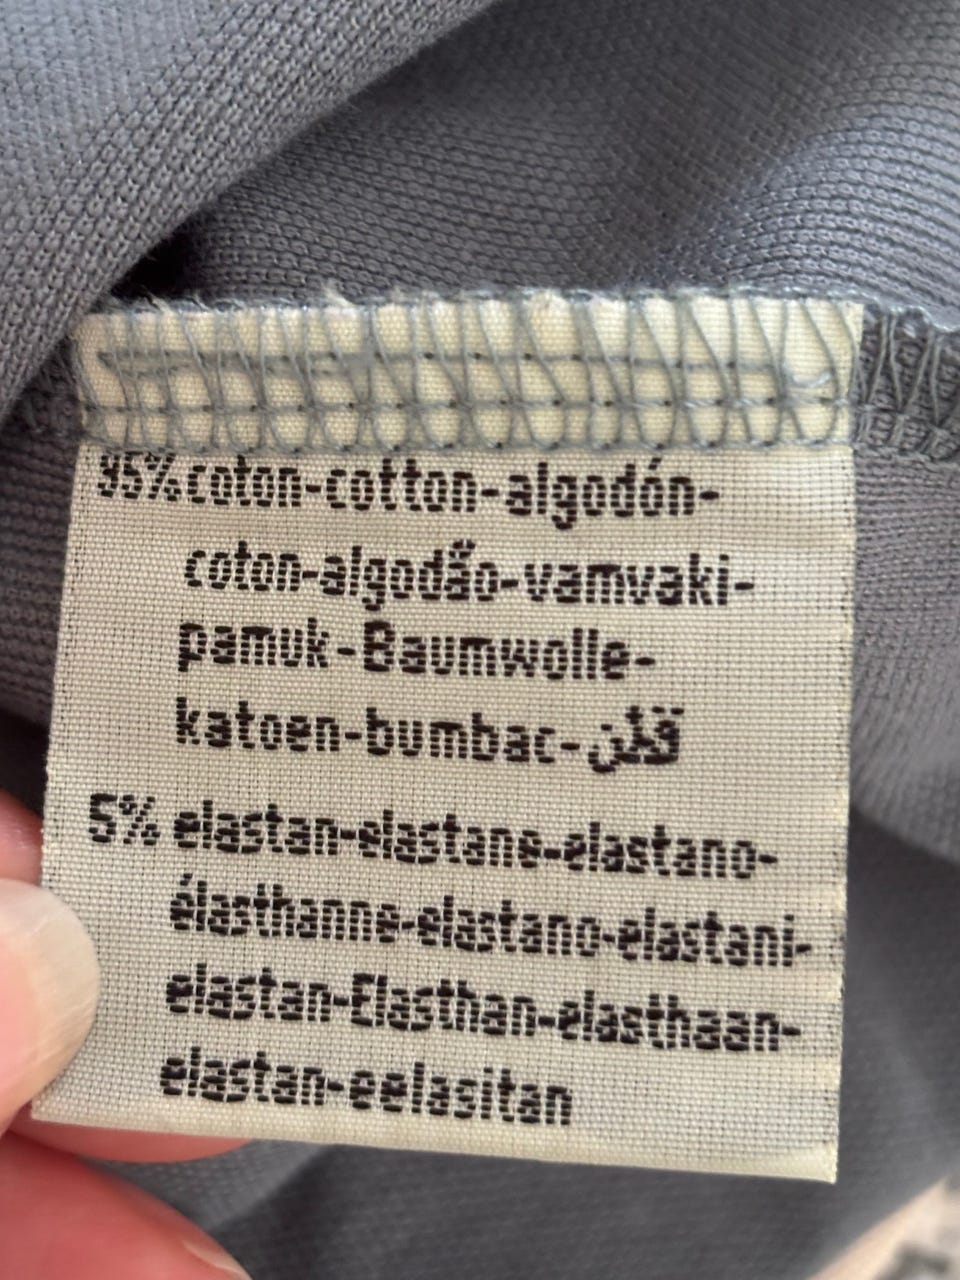 95% coton-cotton-algodón-
coton-algodão-vamvaki-
pamuk-Baumwolle-
katoen-bumbac-قطن
5% elastan-elastane-elastano-
élasthanne-elastano-elastani-
elastan-Elasthan-elasthaan-
elastan-eelasitan